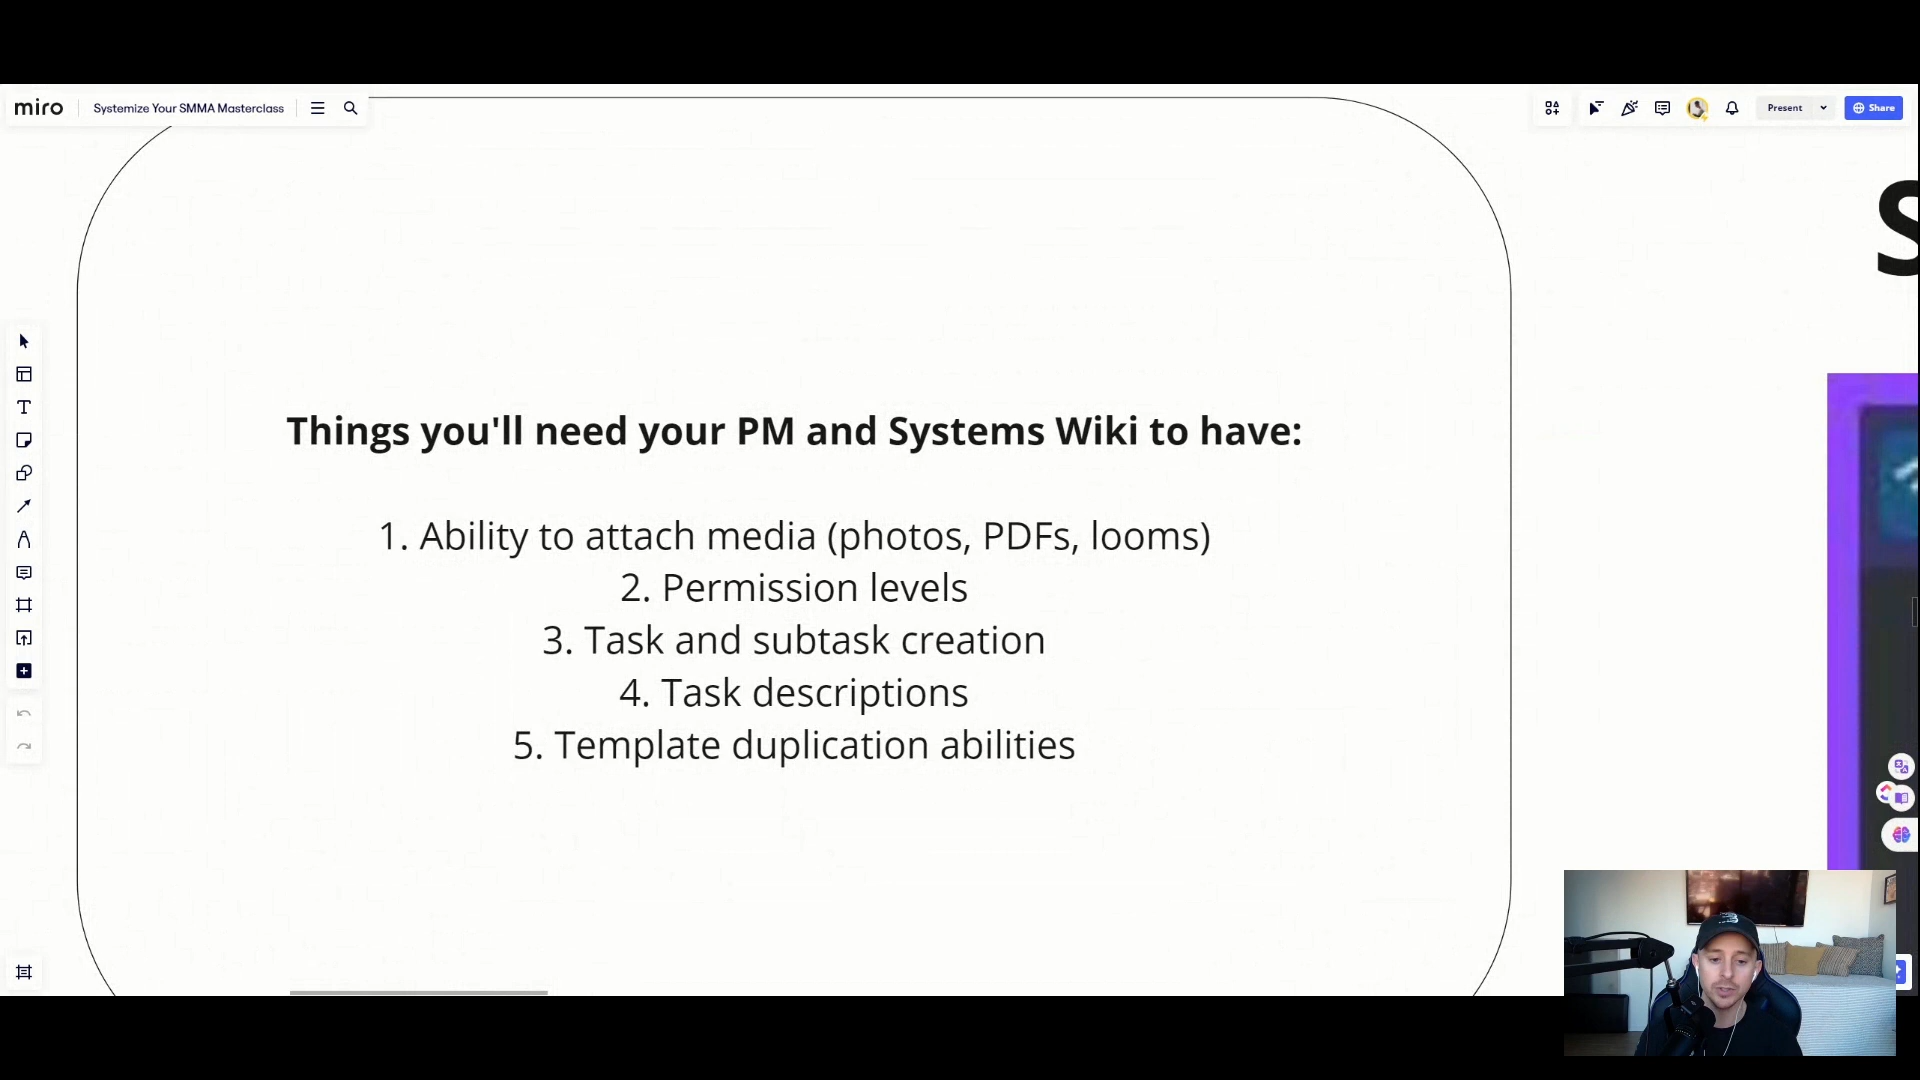 miro
Systemize Your SMMA Masterclass
Present
Share
S
Things you'll need your PM and Systems Wiki to have:
1. Ability to attach media (photos, PDFs, looms)
2. Permission levels
3. Task and subtask creation
4. Task descriptions
5. Template duplication abilities